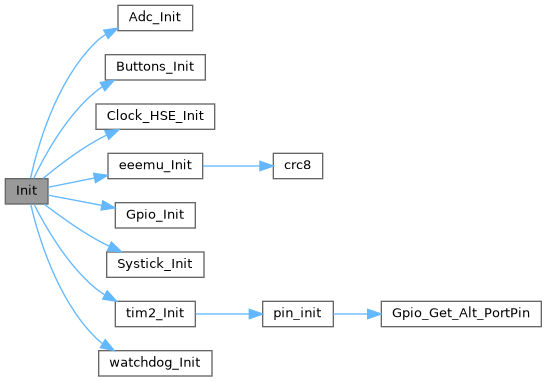 Adc_Init
Buttons_Init
Clock_HSE_Init
eeemu_Init
crc8
Init
Gpio_Init
Systick_Init
tim2_Init
pin_init
Gpio_Get_Alt_PortPin
watchdog_Init